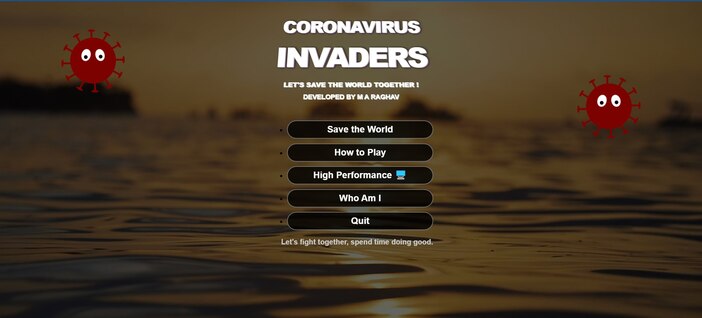 CORONAVIRUS
INVADERS
LET'S SAVE THE WORLD TOGETHER !
DEVELOPED BY M A RAGHAV
Save the World
How to Play
High Performance 🖥️
Who Am I
Quit
Let's fight together, spend time doing good.